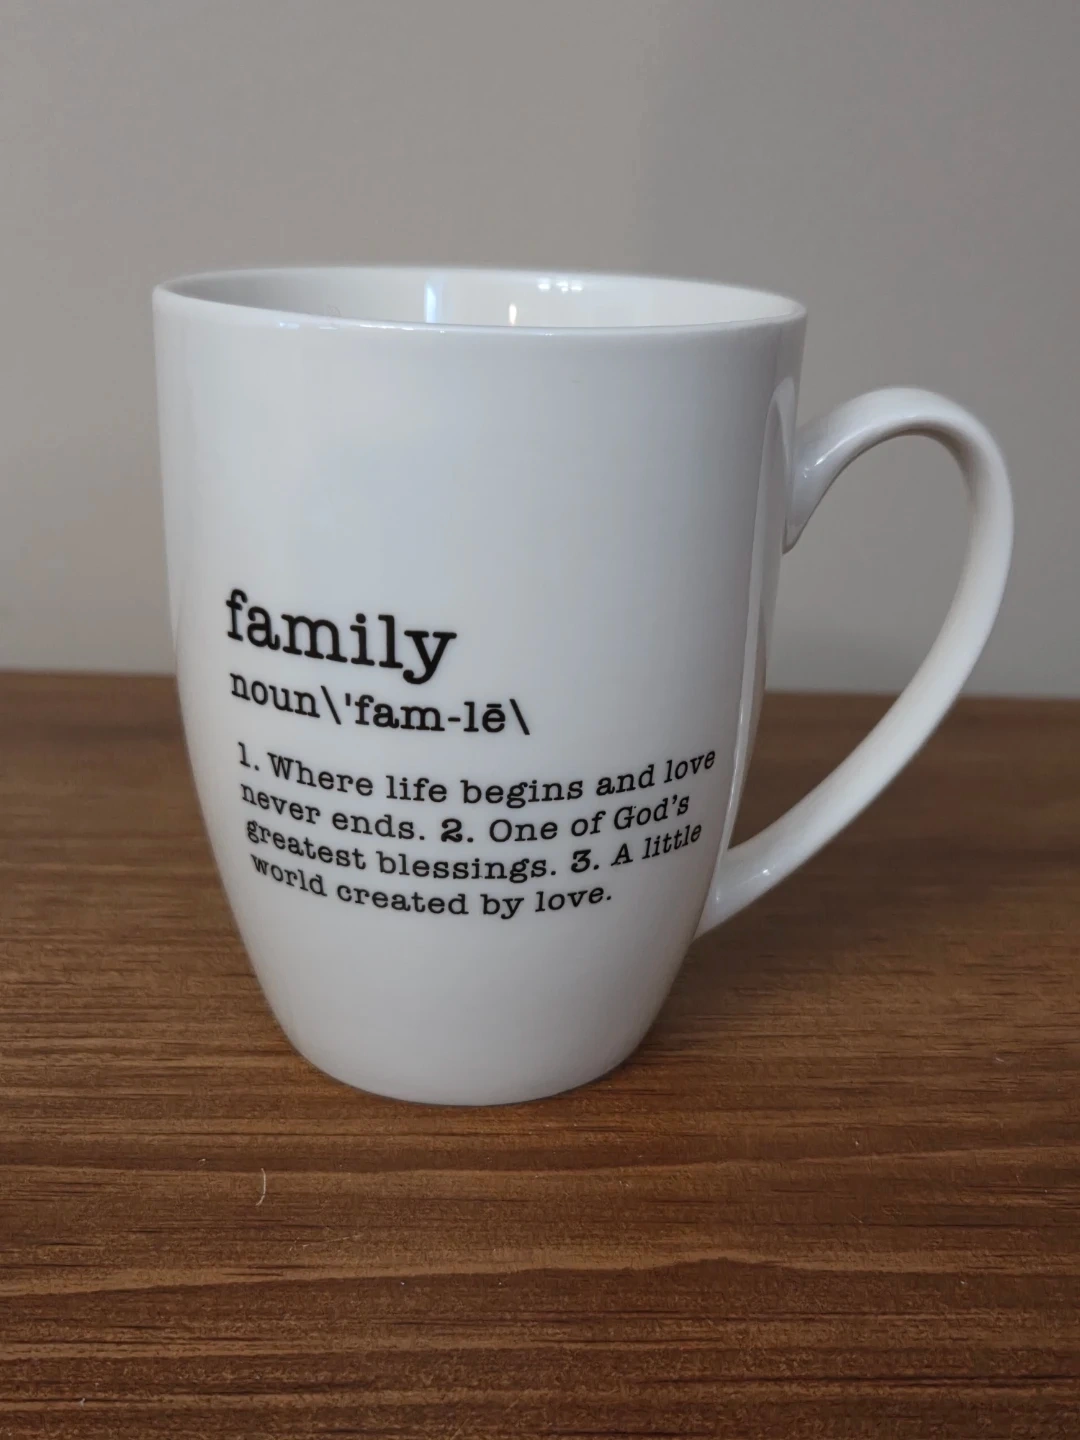 family
noun\'fam-lē\
1. Where life begins and love
never ends. 2. One of God's
greatest blessings. 3. A little
world created by love.